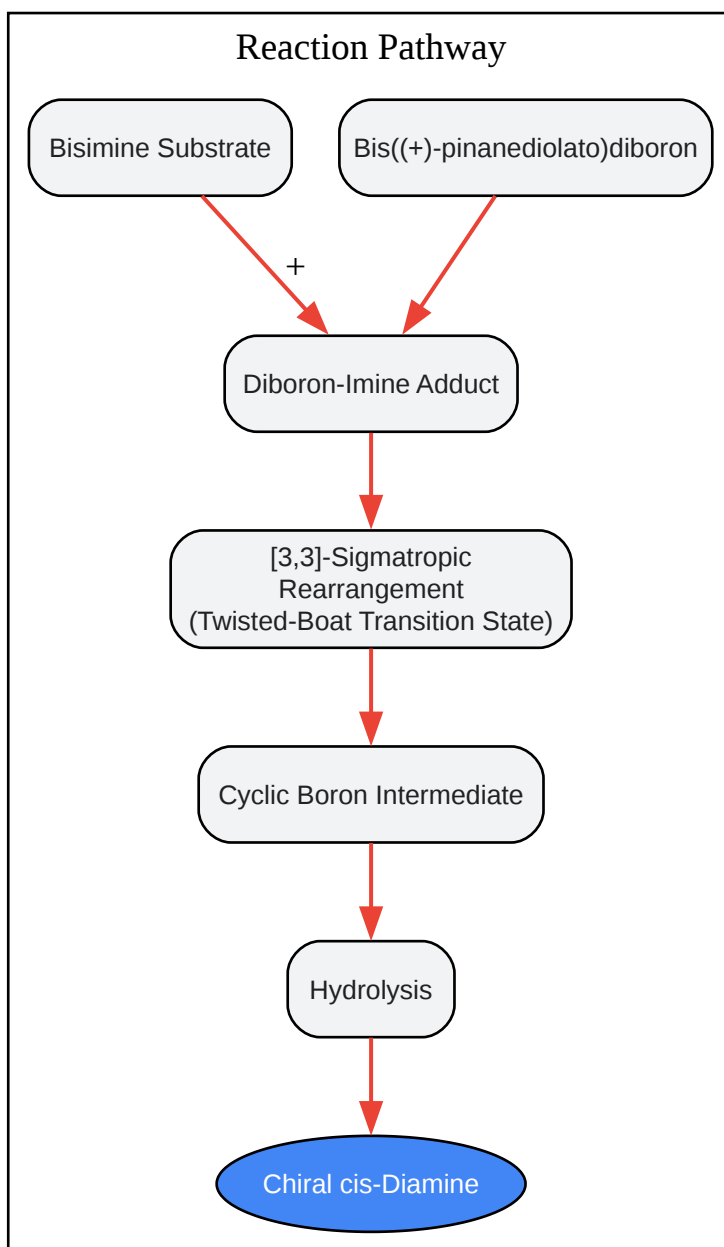 Reaction Pathway
Bisimine Substrate
Bis((+)-pinanediolato)diboron
+
Diboron-Imine Adduct
[3,3]-Sigmatropic
Rearrangement
(Twisted-Boat Transition State)
Cyclic Boron Intermediate
Hydrolysis
Chiral cis-Diamine